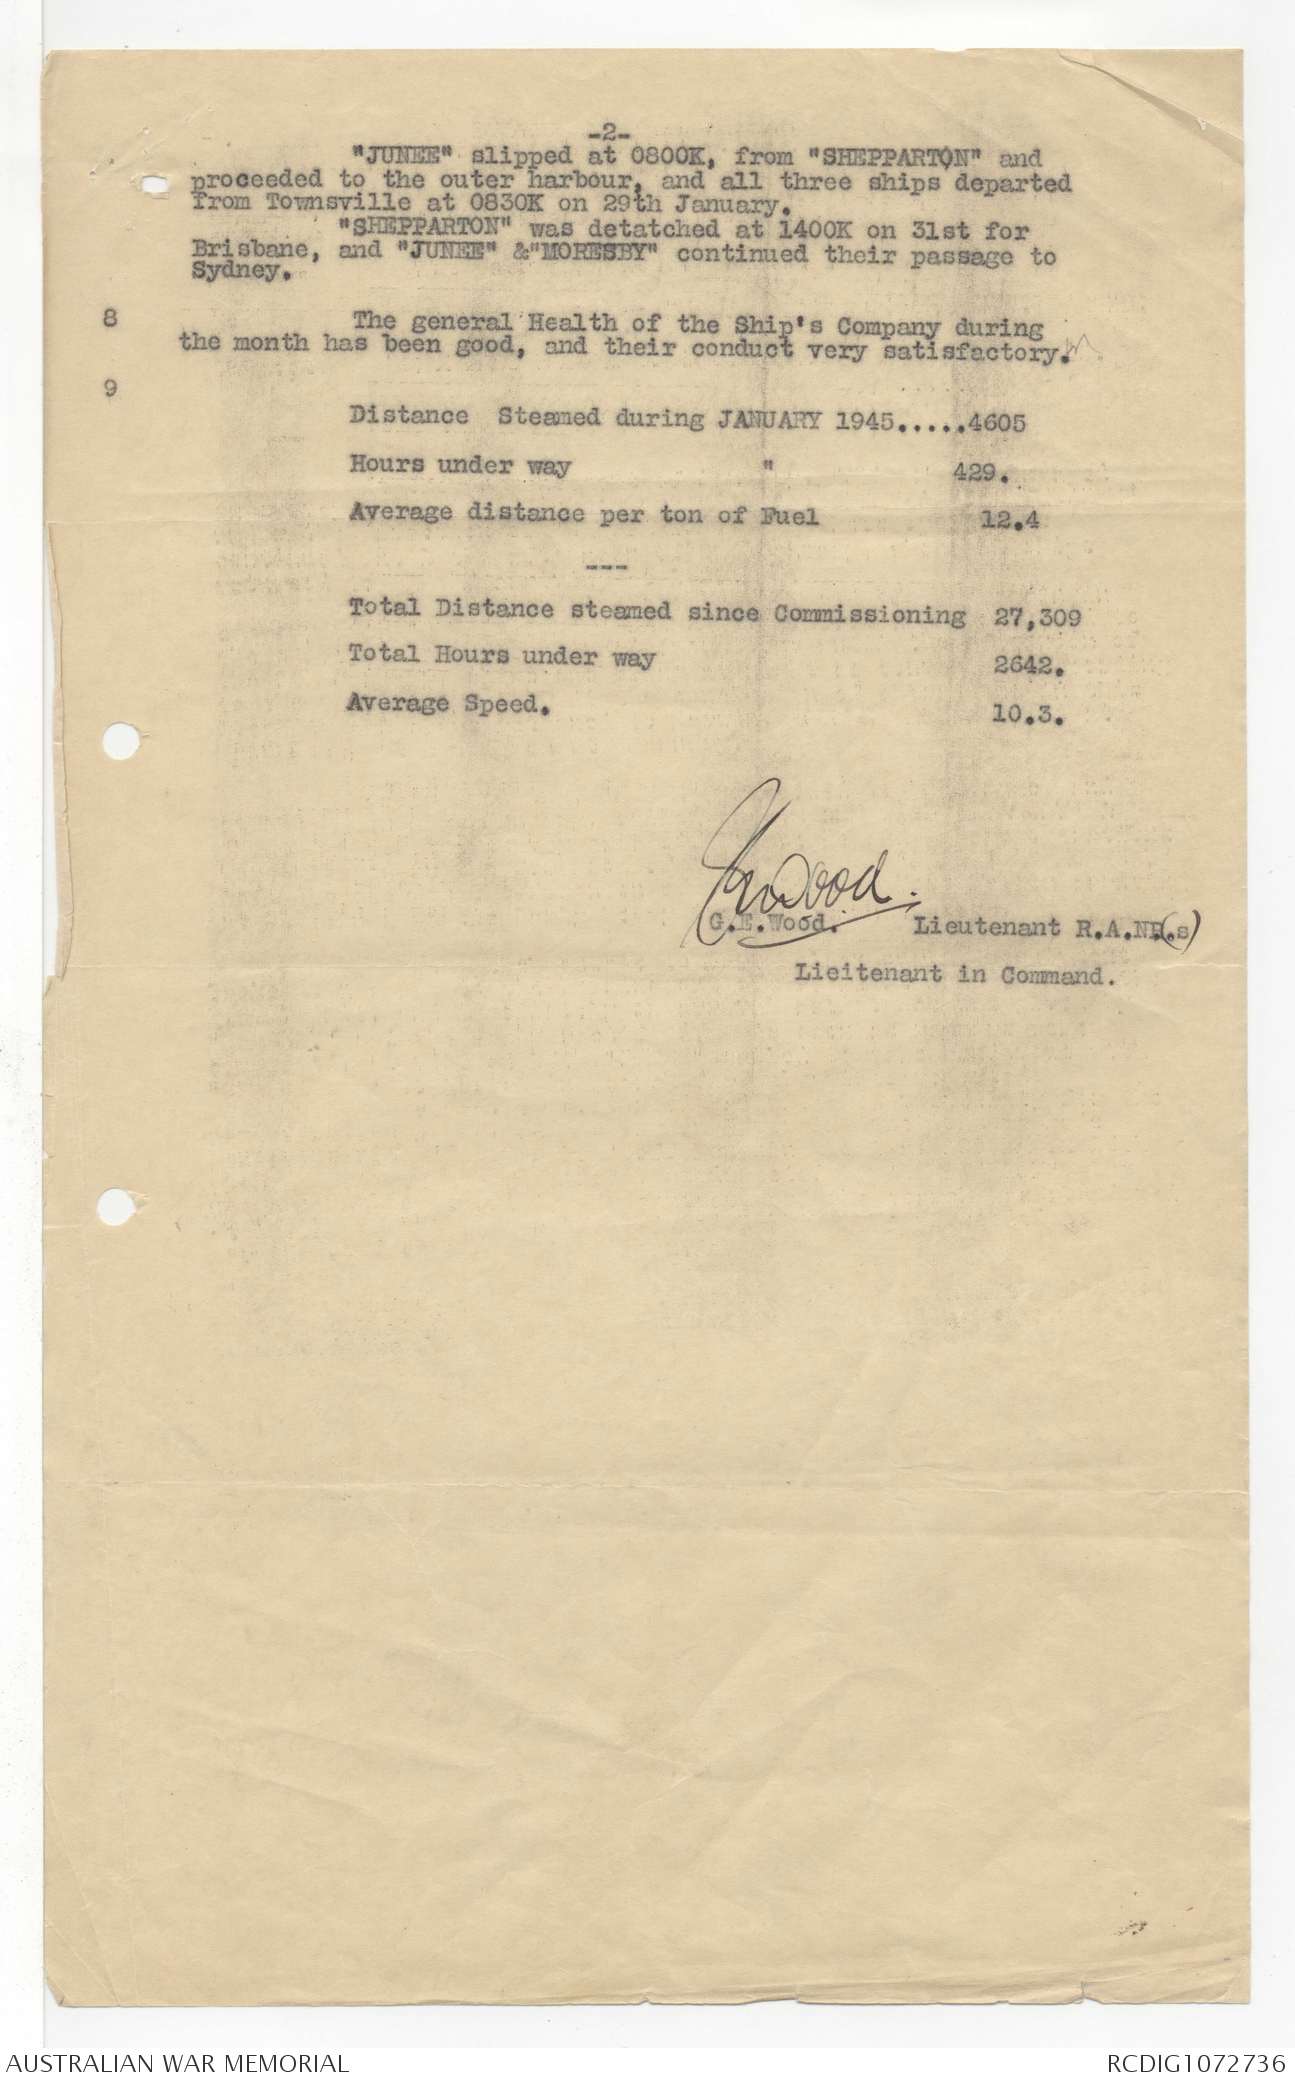 -2-
"JUNEE" slipped at 0800K, from "SHEPPARTON" and
proceeded to the outer harbour, and all three ships departed
from Townsville at 0830K on 29th January.
"SHEPPARTON" was detatched at 1400K on 31st for
Brisbane, and "JUNEE" &"MORESBY" continued their passage to
Sydney.
8 The general Health of the Ship's Company during
the month has been good, and their conduct very satisfactory.
9
Distance Steamed during JANUARY 1945.....4605
Hours under way " 429.
Average distance per ton of Fuel 12.4
---
Total Distance steamed since Commissioning 27,309
Total Hours under way 2642.
Average Speed. 10.3.
G.E.Wood. Lieutenant R.A.NR.(s)
Lieitenant in Command.
AUSTRALIAN WAR MEMORIAL RCDIG1072736